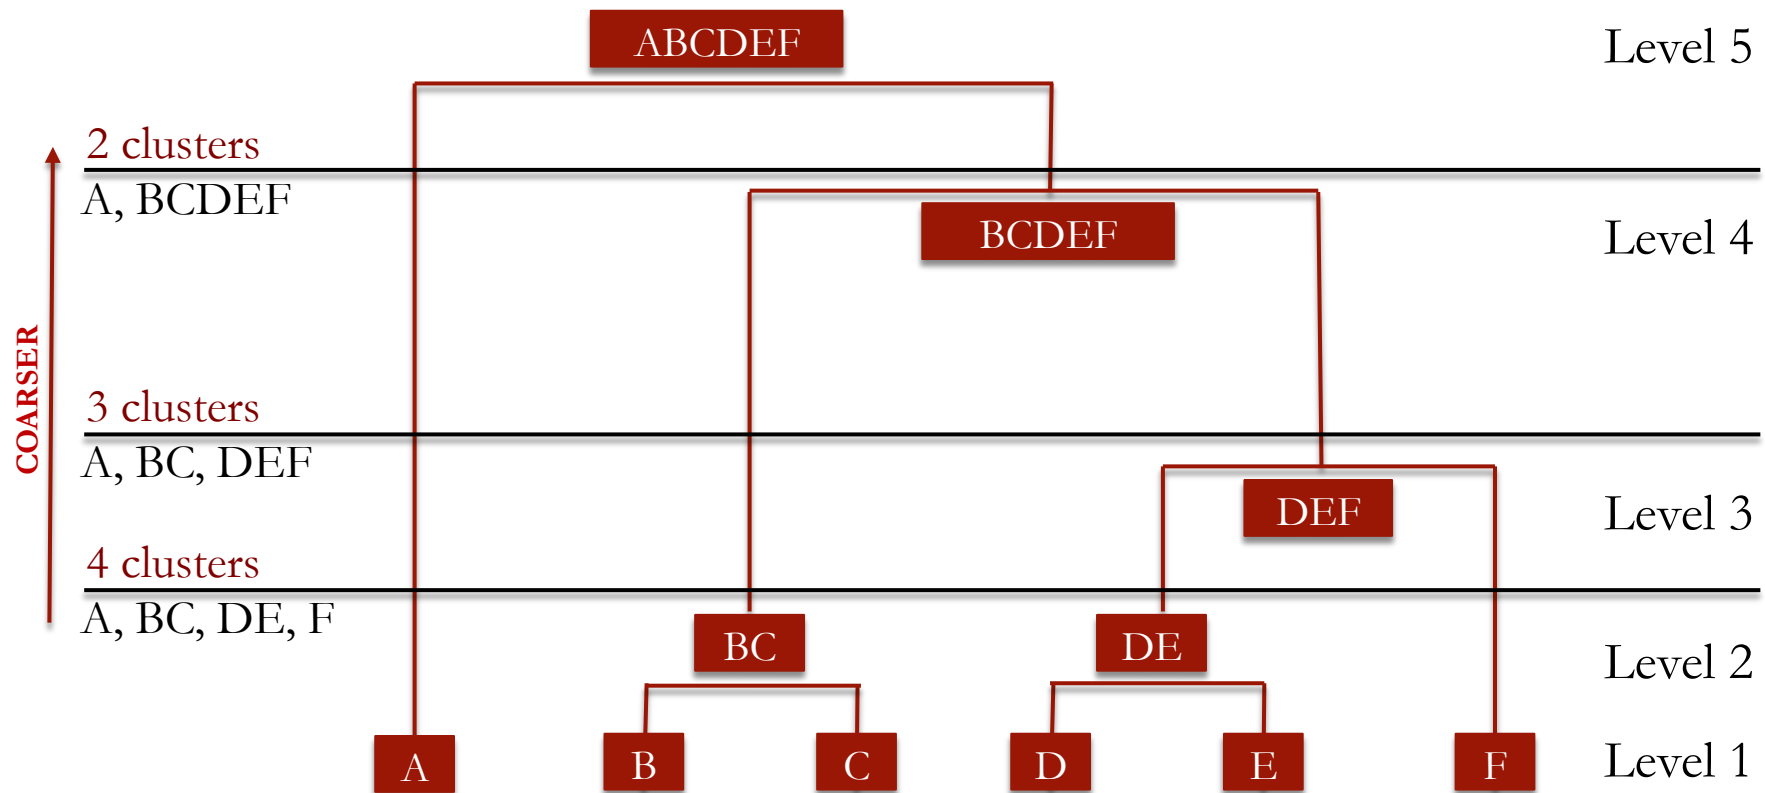 ABCDEF
Level 5
2 clusters
A, BCDEF
BCDEF
Level 4
COARSER
3 clusters
A, BC, DEF
DEF
Level 3
4 clusters
A, BC, DE, F
BC
DE
Level 2
A
B
C
D
E
F
Level 1